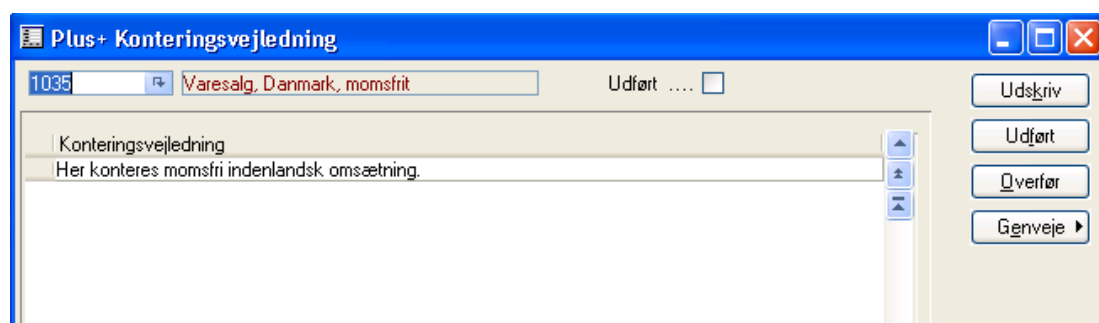 Plus+ Konteringsvejledning
1035 Varesalg, Danmark, momsfrit Udført .... Udskriv
Udført
Konteringsvejledning
Her konteres momsfri indenlandsk omsætning.
Overfør
Genveje